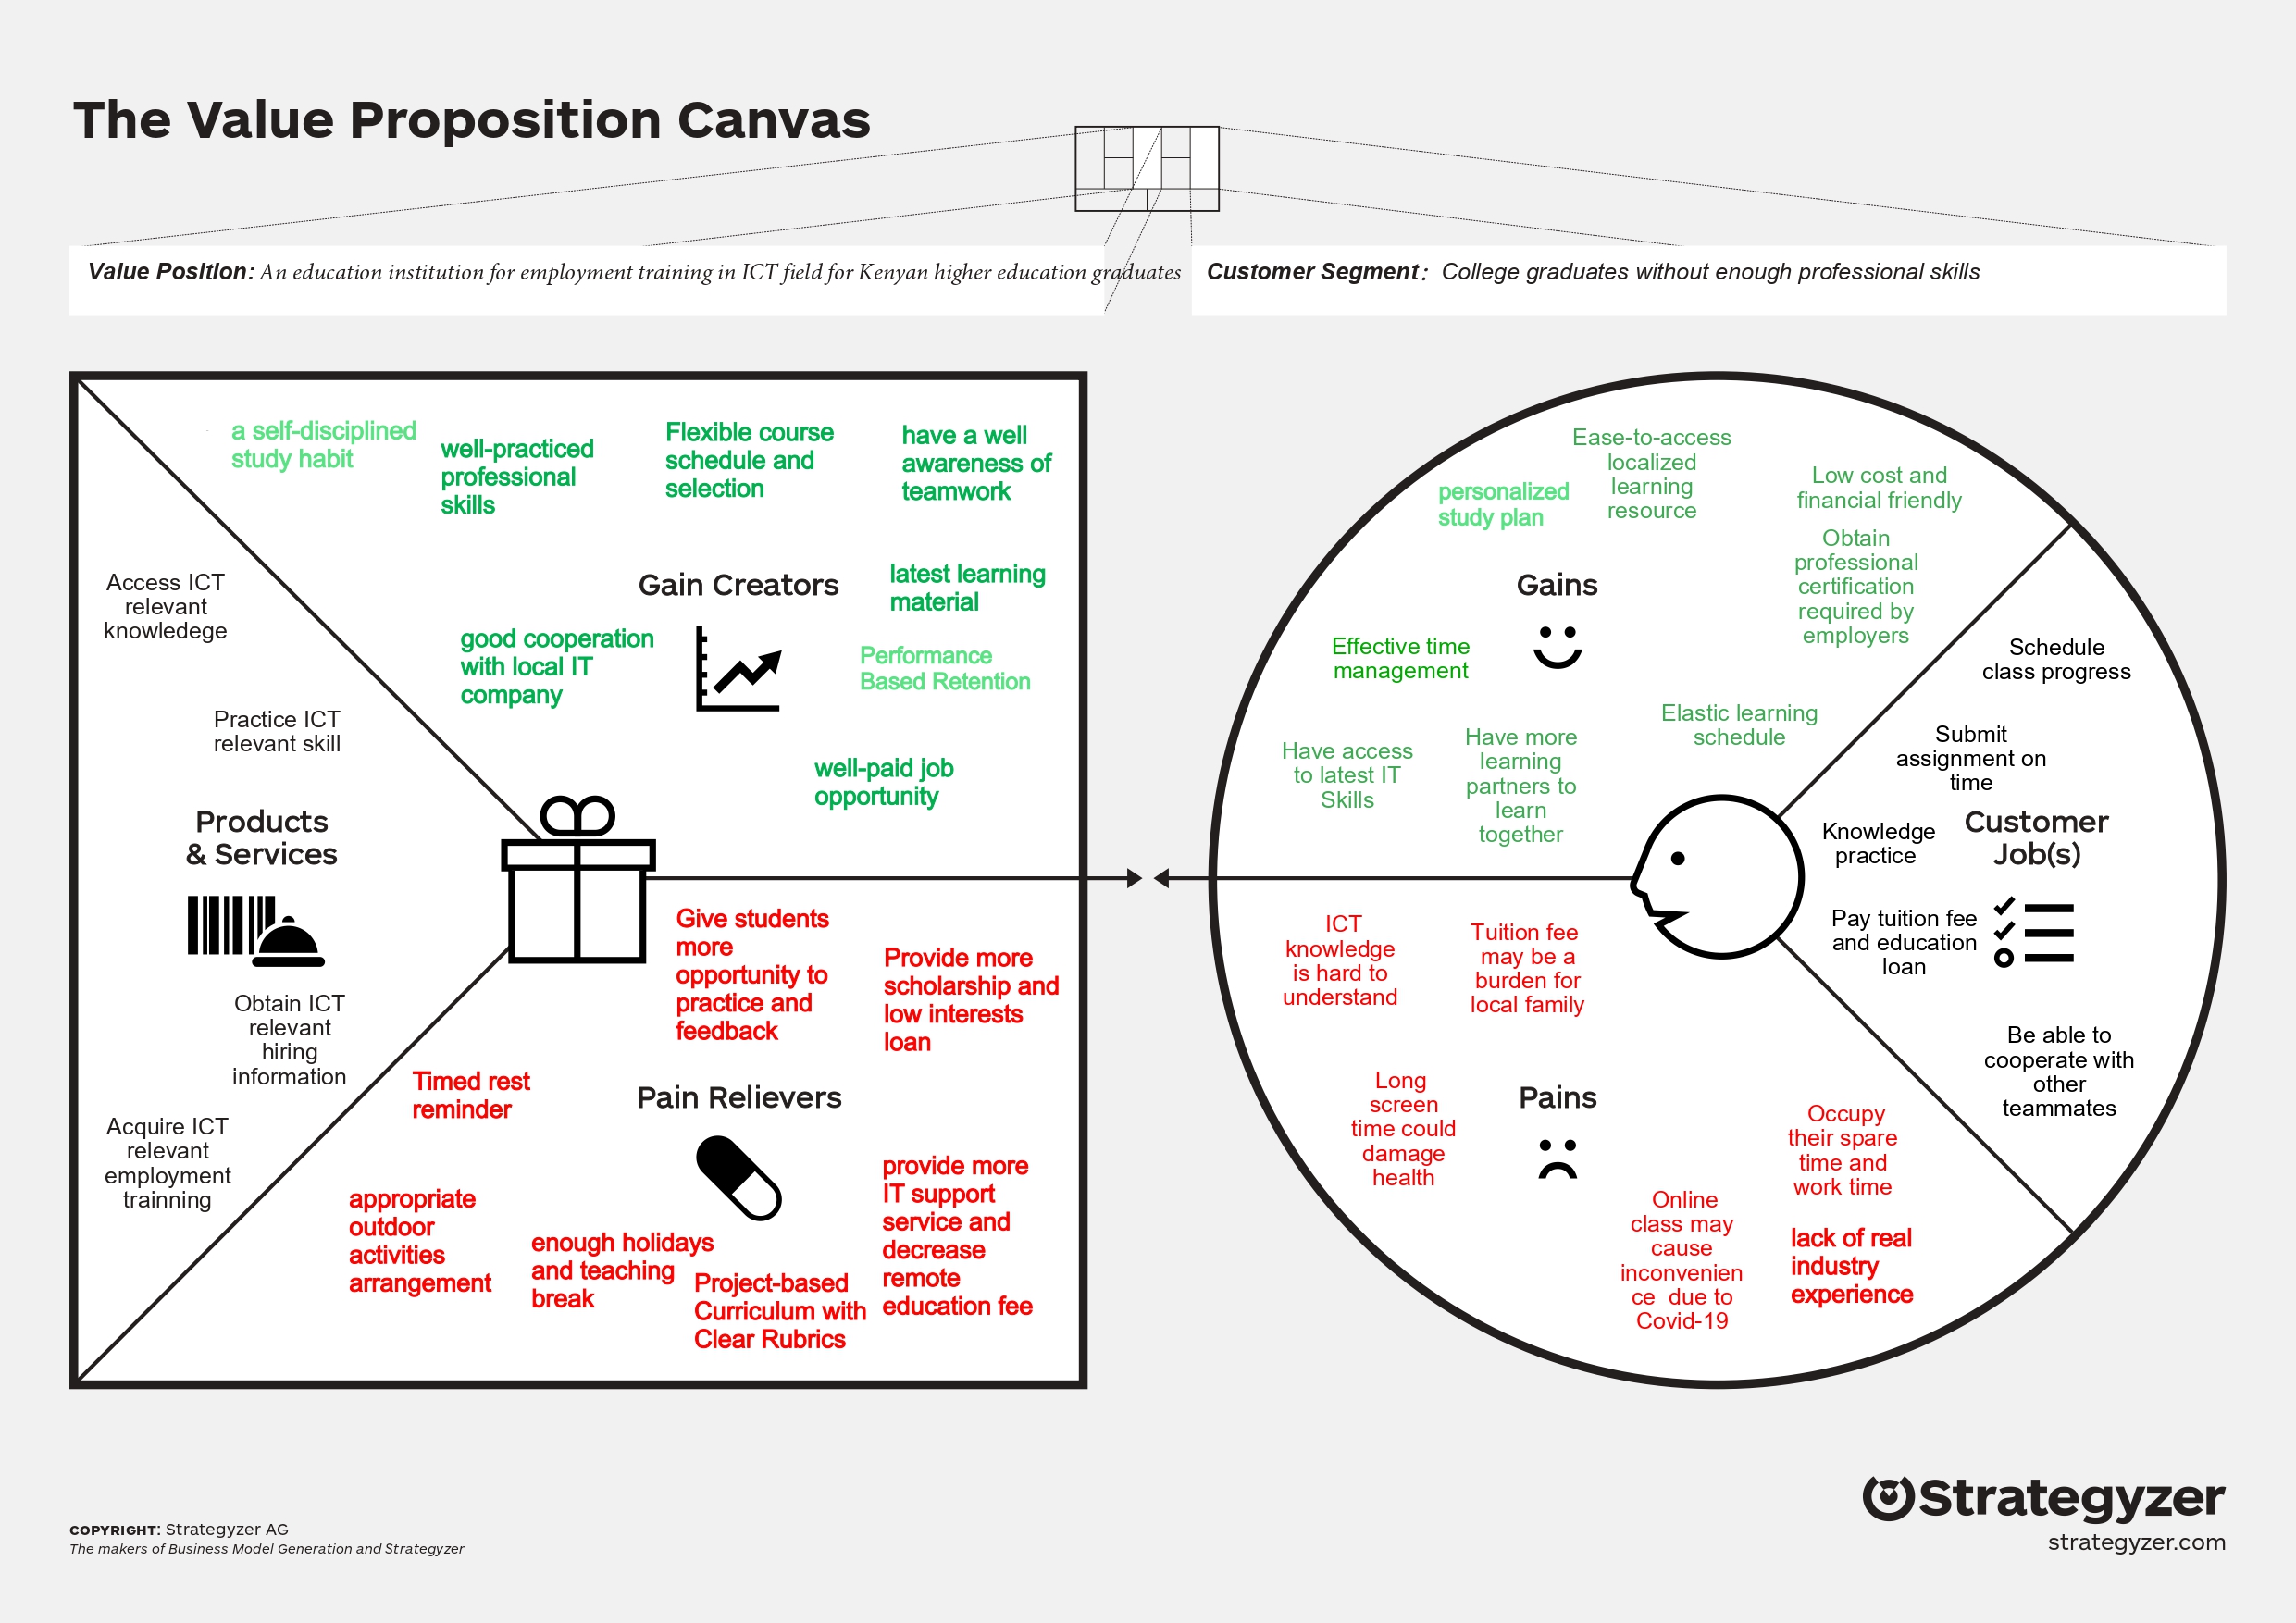 The Value Proposition Canvas
Value Position: An education institution for employment training in ICT field for Kenyan higher education graduates
Customer Segment: College graduates without enough professional skills
a self-disciplined
study habit
well-practiced
professional
skills
Flexible course
schedule and
selection
have a well
awareness of
teamwork
Gain Creators
latest learning
material
good cooperation
with local IT
company
Performance
Based Retention
well-paid job
opportunity
Access ICT
relevant
knowledege
Practice ICT
relevant skill
Products
& Services
Obtain ICT
relevant
hiring
information
Acquire ICT
relevant
employment
trainning
Give students
more
opportunity to
practice and
feedback
Provide more
scholarship and
low interests
loan
Timed rest
reminder
Pain Relievers
appropriate
outdoor
activities
arrangement
enough holidays
and teaching
break
Project-based
Curriculum with
Clear Rubrics
provide more
IT support
service and
decrease
remote
education fee
personalized
study plan
Ease-to-access
localized
learning
resource
Low cost and
financial friendly
Obtain
professional
certification
required by
employers
Gains
Effective time
management
Elastic learning
schedule
Have access
to latest IT
Skills
Have more
learning
partners to
learn
together
Schedule
class progress
Submit
assignment on
time
Knowledge
practice
Customer
Job(s)
Pay tuition fee
and education
loan
Be able to
cooperate with
other
teammates
ICT
knowledge
is hard to
understand
Tuition fee
may be a
burden for
local family
Long
screen
time could
damage
health
Pains
Occupy
their spare
time and
work time
Online
class may
cause
inconvenien
ce due to
Covid-19
lack of real
industry
experience
COPYRIGHT: Strategyzer AG
The makers of Business Model Generation and Strategyzer
Strategyzer
strategyzer.com